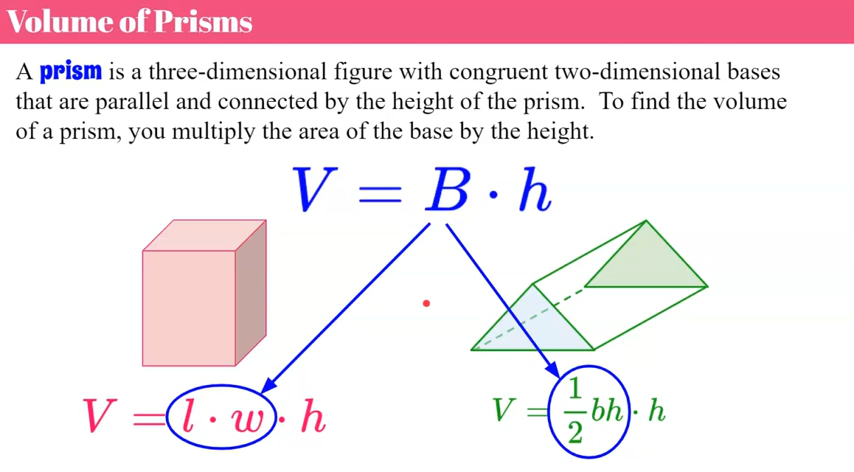 Volume of Prisms
A prism is a three-dimensional figure with congruent two-dimensional bases
that are parallel and connected by the height of the prism. To find the volume
of a prism, you multiply the area of the base by the height.
V = B · h
V = l · w · h
V = 1/2 bh · h